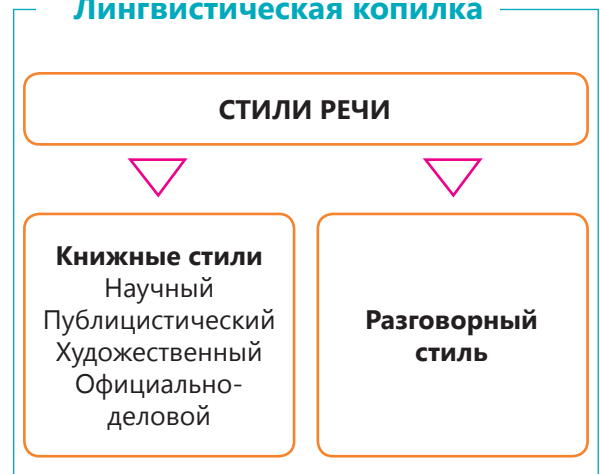 Лингвистическая копилка
СТИЛИ РЕЧИ
Книжные стили
Научный
Публицистический
Художественный
Официально-
деловой
Разговорный
стиль